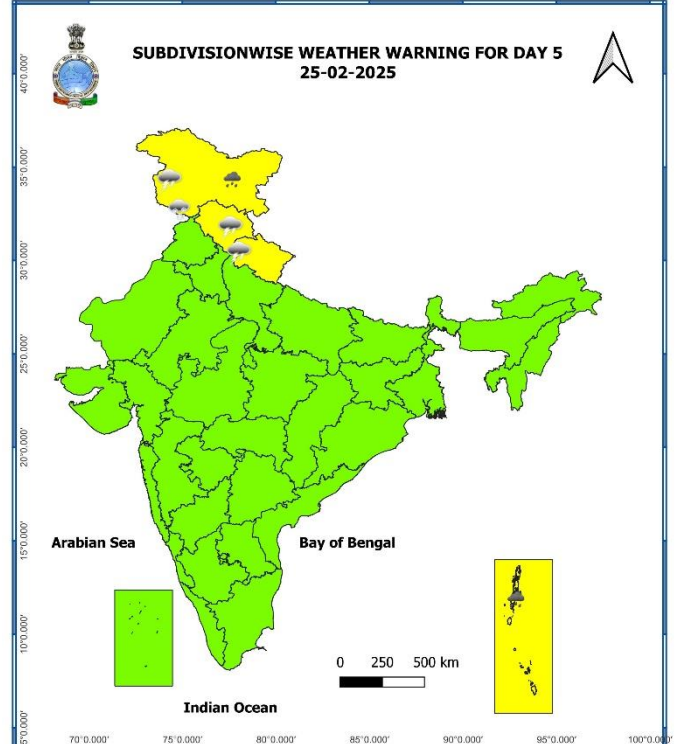 SUBDIVISIONWISE WEATHER WARNING FOR DAY 5
25-02-2025
40°0.000'
35°0.000'
30°0.000'
25°0.000'
20°0.000'
15°0.000'
10°0.000'
5°0.000'
Arabian Sea
Bay of Bengal
0 250 500 km
Indian Ocean
70°0.000' 75°0.000' 80°0.000' 85°0.000' 90°0.000' 95°0.000' 100°0.000'